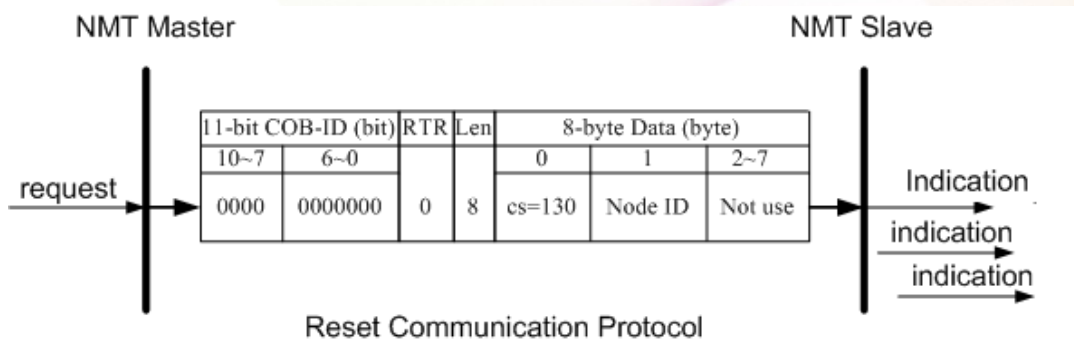 NMT Master
NMT Slave
11-bit COB-ID (bit) RTR Len 8-byte Data (byte)
10~7 6~0 0 1 2~7
request 0000 0000000 0 8 cs=130 Node ID Not use Indication
indication
indication
Reset Communication Protocol